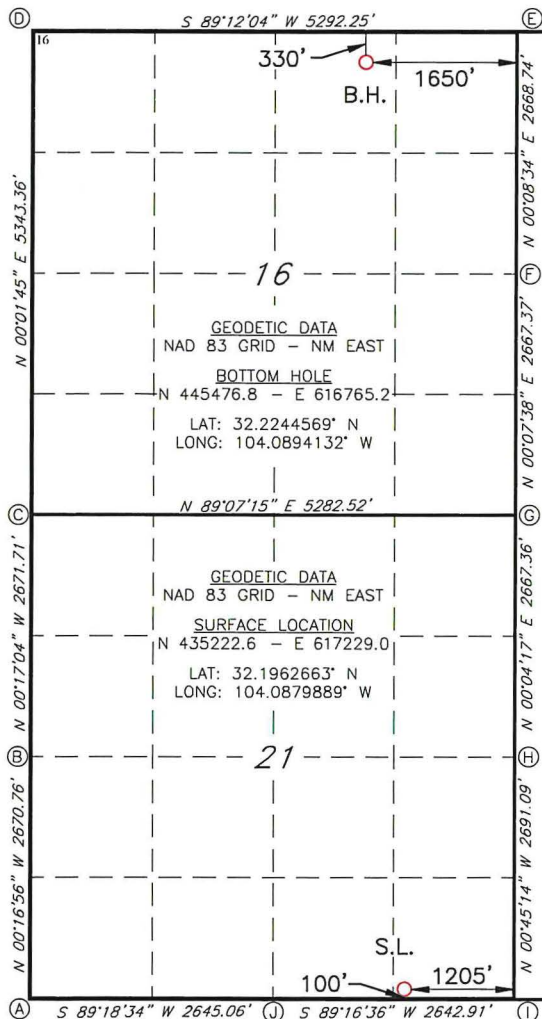 D
S 89°12'04" W 5292.25'
E
16
330'
1650'
B.H.
N 00°01'45" E 5343.36'
N 00°08'34" E 2668.74'
16
F
GEODETIC DATA
NAD 83 GRID – NM EAST
BOTTOM HOLE
N 445476.8 – E 616765.2
LAT: 32.2244569° N
LONG: 104.0894132° W
N 00°07'38" E 2667.37'
C
N 89°07'15" E 5282.52'
G
N 00°17'04" W 2671.71'
GEODETIC DATA
NAD 83 GRID – NM EAST
SURFACE LOCATION
N 435222.6 – E 617229.0
LAT: 32.1962663° N
LONG: 104.0879889° W
N 00°04'17" E 2667.36'
B
21
H
N 00°16'56" W 2670.76'
N 00°45'14" W 2691.09'
S.L.
100'
1205'
A
S 89°18'34" W 2645.06'
J
S 89°16'36" W 2642.91'
I